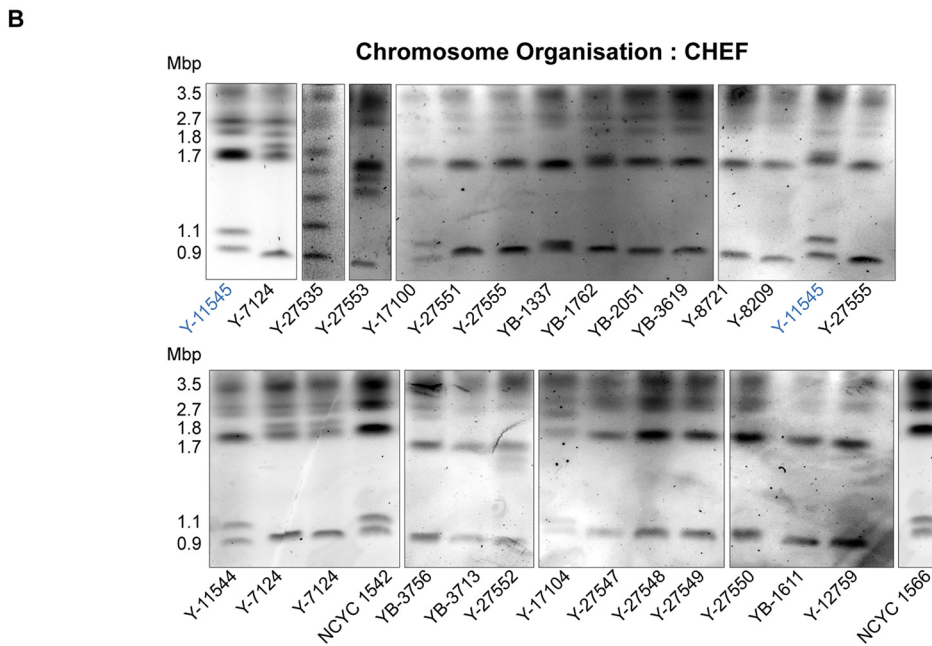 B
Chromosome Organisation : CHEF
Mbp
3.5
2.7
1.8
1.7
1.1
0.9
Y-11545
Y-7124
Y-27535
Y-27553
Y-17100
Y-27551
Y-27555
YB-1337
YB-1762
YB-2051
YB-3619
Y-8721
Y-8209
Y-11545
Y-27555
Mbp
3.5
2.7
1.8
1.7
1.1
0.9
Y-11544
Y-7124
Y-7124
NCYC 1542
YB-3756
YB-3713
Y-27552
Y-17104
Y-27547
Y-27548
Y-27549
Y-27550
YB-1611
Y-12759
NCYC 1566